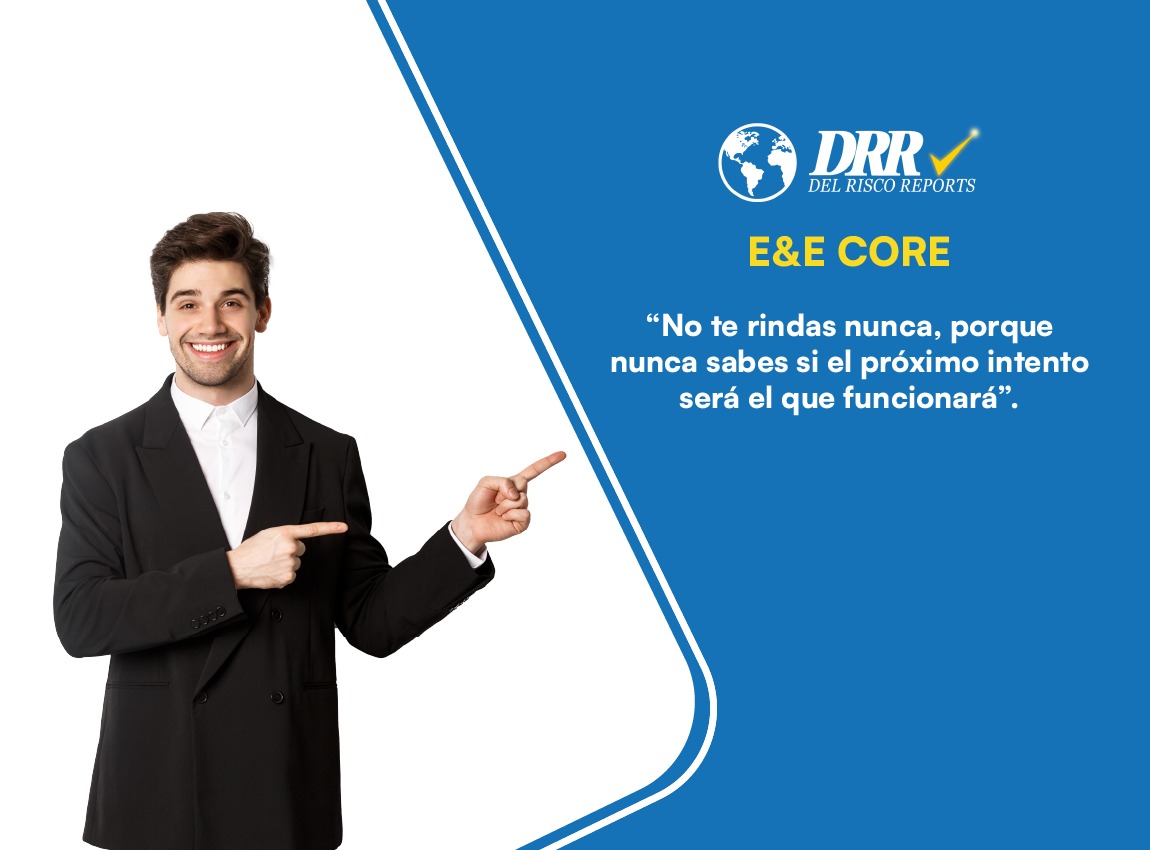 DRR
DEL RISCO REPORTS
E&E CORE
“No te rindas nunca, porque
nunca sabes si el próximo intento
será el que funcionará”.